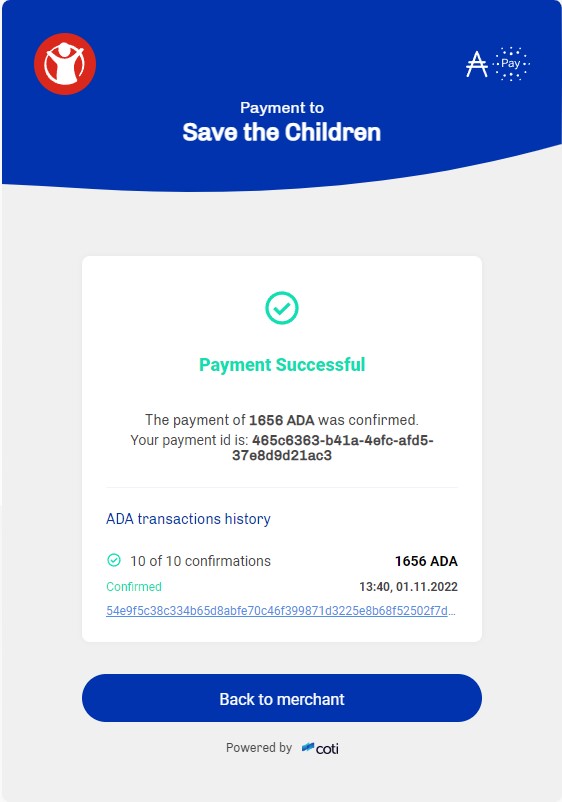 Pay
Payment to
Save the Children
Payment Successful
The payment of 1656 ADA was confirmed.
Your payment id is: 465c6363-b41a-4efc-afd5-
37e8d9d21ac3
ADA transactions history
10 of 10 confirmations 1656 ADA
Confirmed 13:40, 01.11.2022
54e9f5c38c334b65d8abfe70c46f399871d3225e8b68f52502f7d...
Back to merchant
Powered by coti